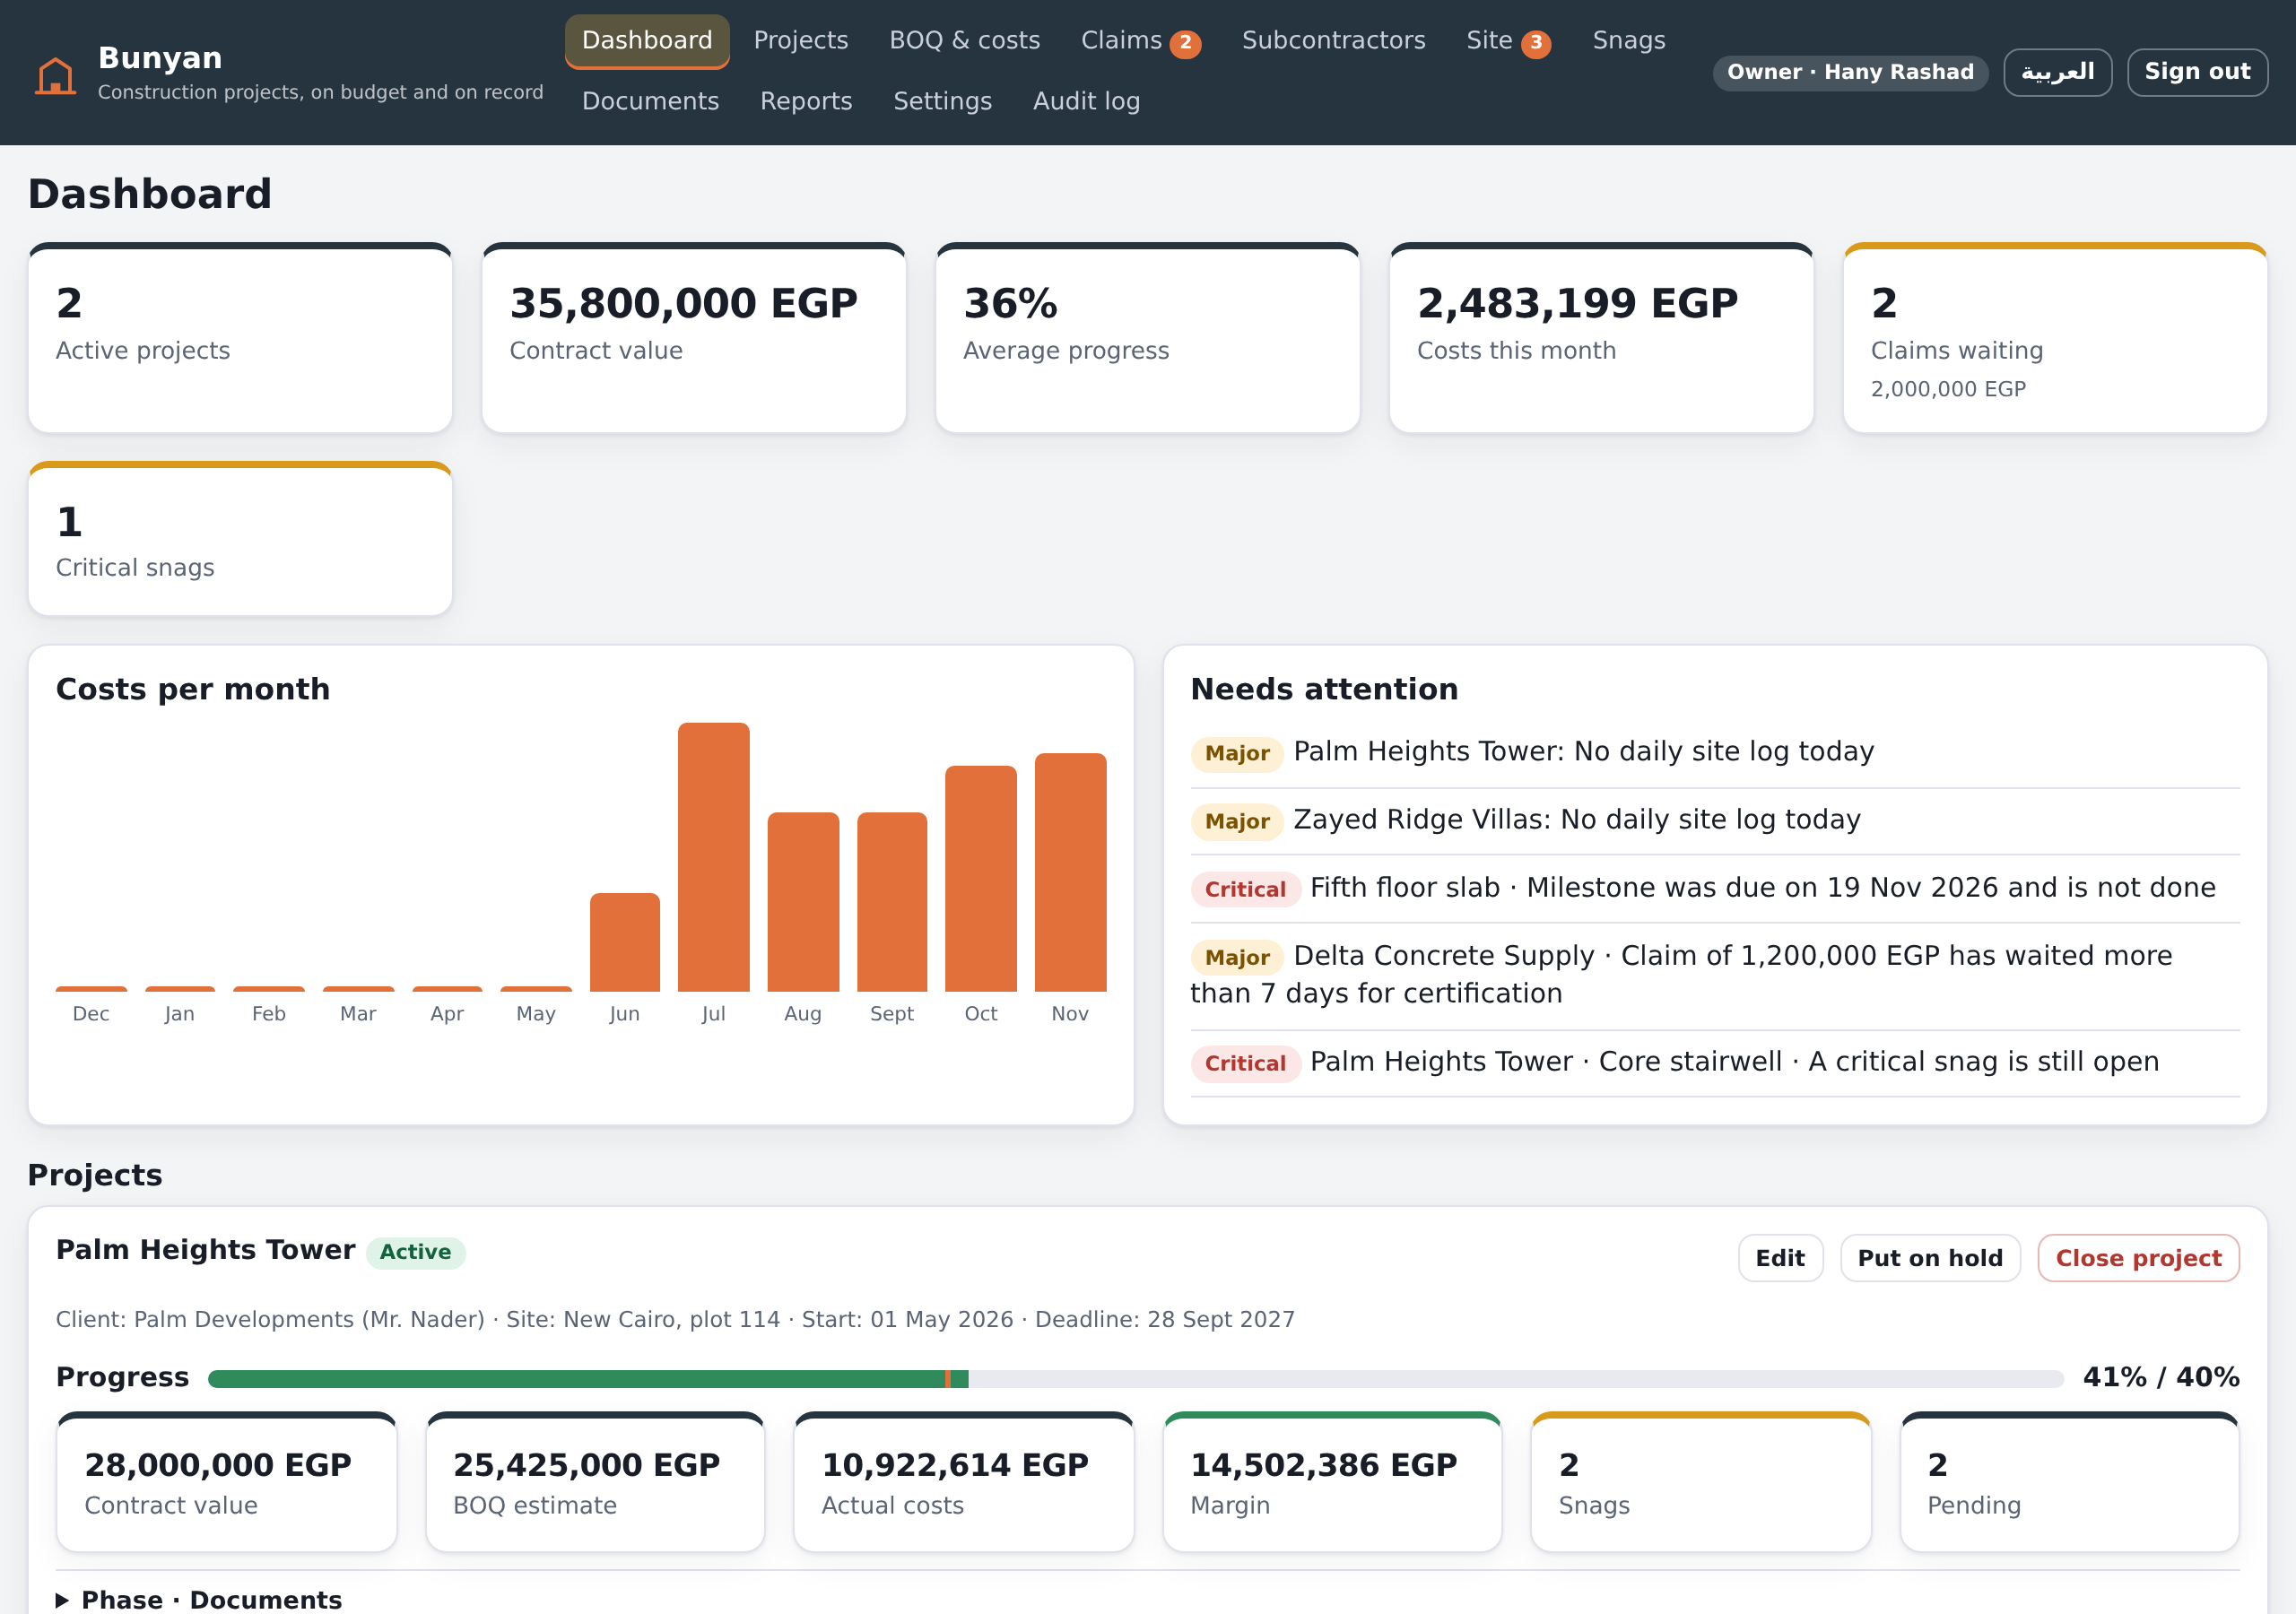 Bunyan
Construction projects, on budget and on record
Dashboard Projects BOQ & costs Claims 2 Subcontractors Site 3 Snags
Documents Reports Settings Audit log
Owner · Hany Rashad العربية Sign out
Dashboard
2
Active projects
35,800,000 EGP
Contract value
36%
Average progress
2,483,199 EGP
Costs this month
2
Claims waiting
2,000,000 EGP
1
Critical snags
Costs per month
Dec Jan Feb Mar Apr May Jun Jul Aug Sept Oct Nov
Needs attention
Major Palm Heights Tower: No daily site log today
Major Zayed Ridge Villas: No daily site log today
Critical Fifth floor slab · Milestone was due on 19 Nov 2026 and is not done
Major Delta Concrete Supply · Claim of 1,200,000 EGP has waited more
than 7 days for certification
Critical Palm Heights Tower · Core stairwell · A critical snag is still open
Projects
Palm Heights Tower Active
Edit Put on hold Close project
Client: Palm Developments (Mr. Nader) · Site: New Cairo, plot 114 · Start: 01 May 2026 · Deadline: 28 Sept 2027
Progress 41% / 40%
28,000,000 EGP
Contract value
25,425,000 EGP
BOQ estimate
10,922,614 EGP
Actual costs
14,502,386 EGP
Margin
2
Snags
2
Pending
Phase · Documents